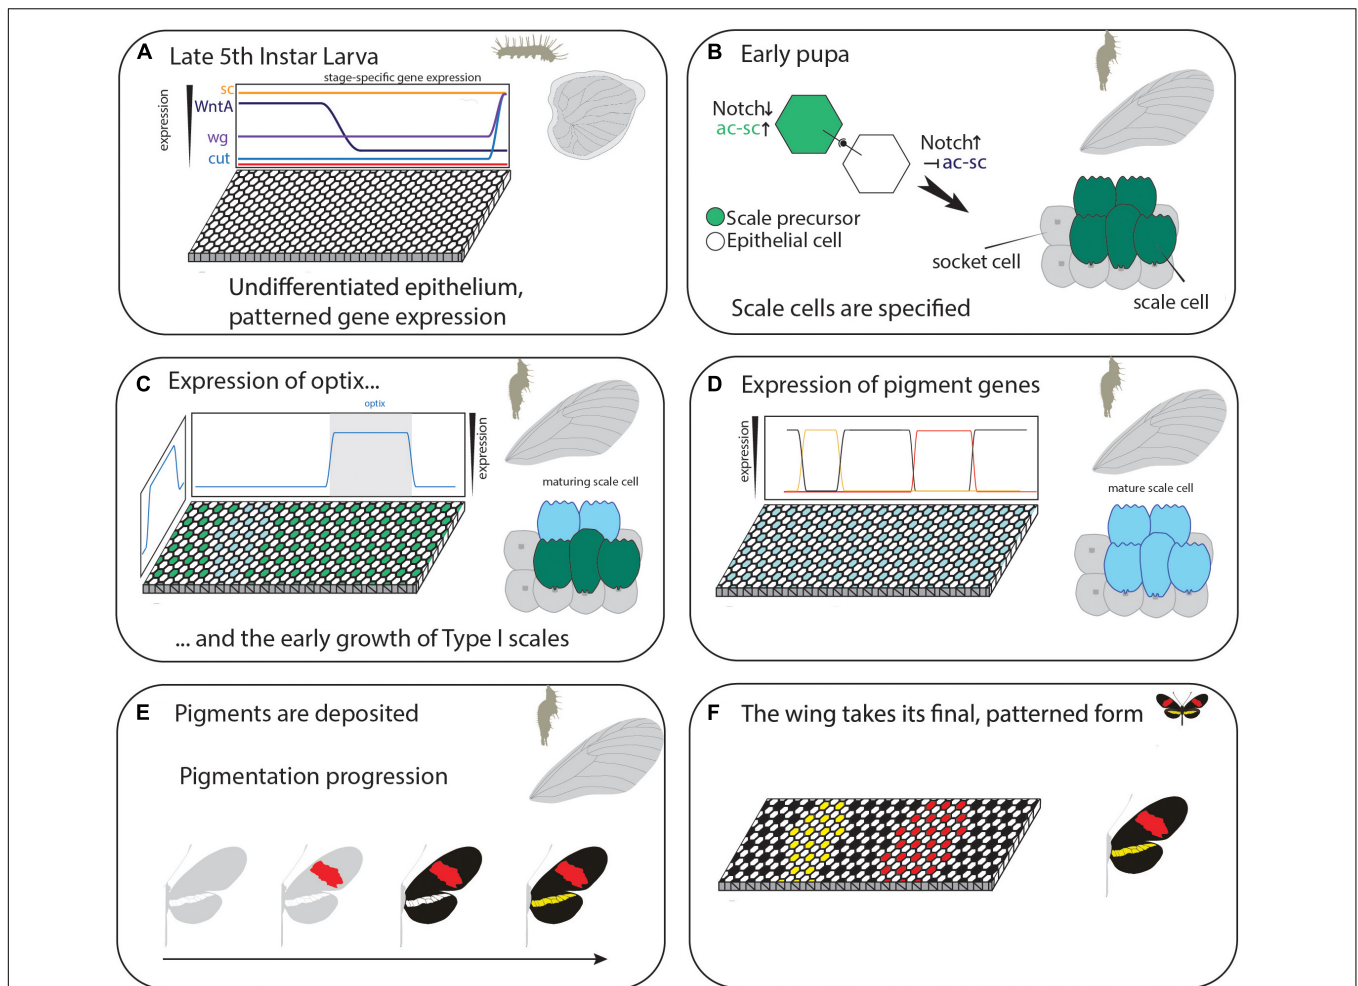 A Late 5th Instar Larva
stage-specific gene expression
expression
sc
WntA
wg
cut
Undifferentiated epithelium,
patterned gene expression
B Early pupa
Notch↓
ac-sc↑
Notch↑
⊣ac-sc
Scale precursor
Epithelial cell
socket cell
scale cell
Scale cells are specified
C Expression of optix...
optix
expression
maturing scale cell
... and the early growth of Type I scales
D Expression of pigment genes
expression
mature scale cell
E Pigments are deposited
Pigmentation progression
F The wing takes its final, patterned form